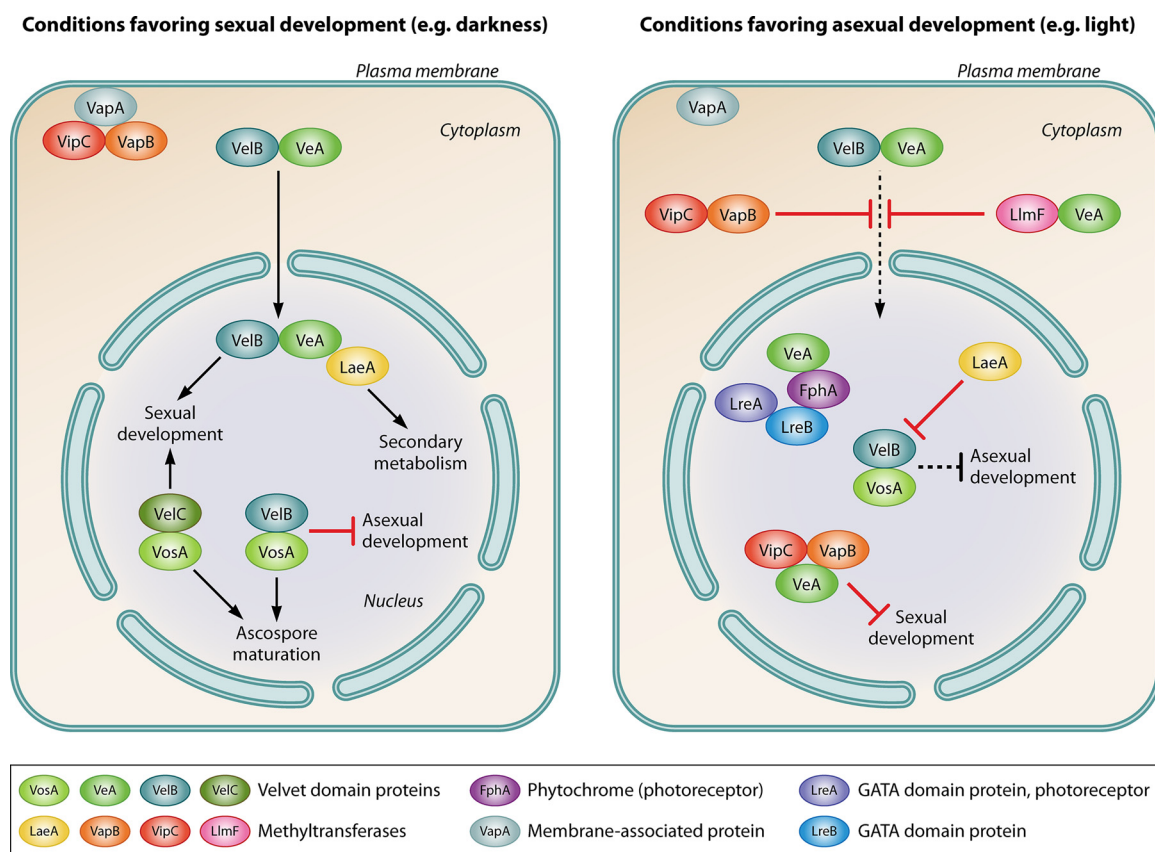 Conditions favoring sexual development (e.g. darkness)
Plasma membrane
VapA
VipC VapB
Cytoplasm
VelB VeA
VelB VeA
LaeA
Sexual
development
Secondary
metabolism
VelC
VosA
VelB
VosA
Asexual
development
Nucleus
Ascospore
maturation
Conditions favoring asexual development (e.g. light)
Plasma membrane
VapA
Cytoplasm
VelB VeA
VipC VapB
LlmF VeA
VeA
FphA
LreA
LreB
LaeA
VelB
VosA
Asexual
development
VipC VapB
VeA
Sexual
development
VosA VeA VelB VelC Velvet domain proteins
LaeA VapB VipC LlmF Methyltransferases
FphA Phytochrome (photoreceptor)
VapA Membrane-associated protein
LreA GATA domain protein, photoreceptor
LreB GATA domain protein